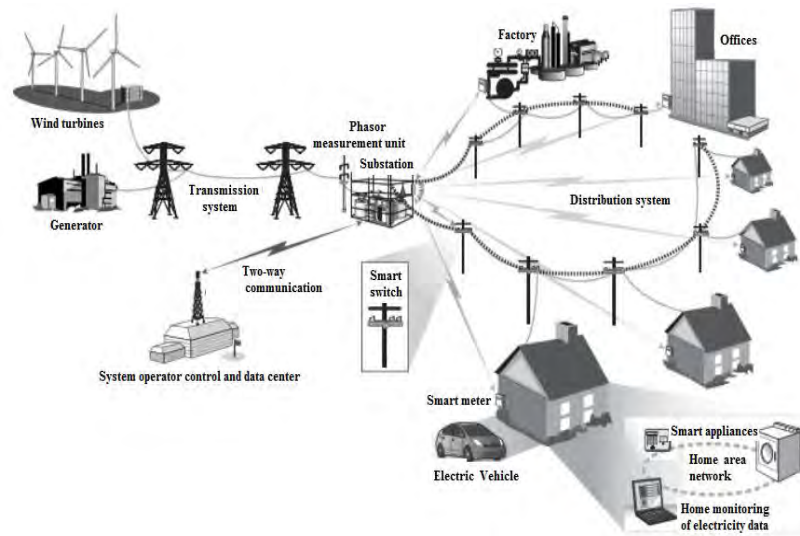 Factory
Offices
Wind turbines
Phasor
measurement unit
Substation
Transmission
system
Generator
Distribution system
Two-way
communication
Smart
switch
System operator control and data center
Smart meter
Electric Vehicle
Smart appliances
Home area
network
Home monitoring
of electricity data